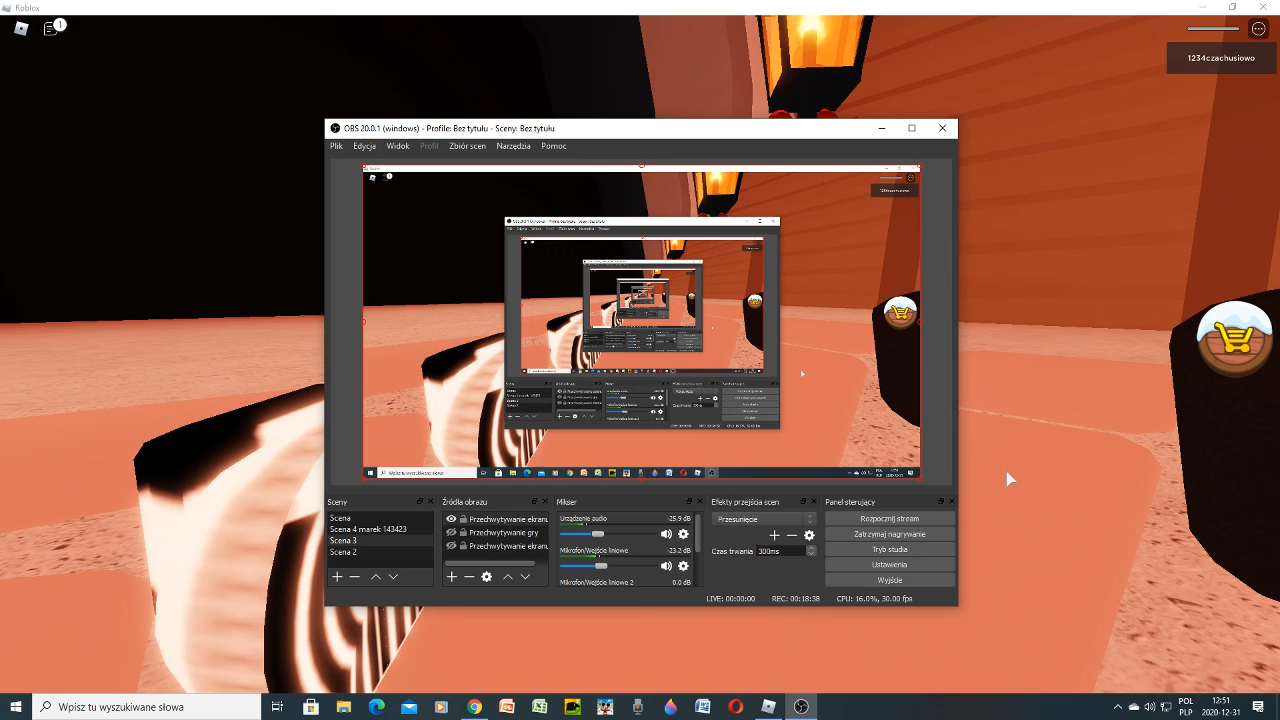 Roblox
1
1234czachusiowo
OBS 20.0.1 (windows) - Profile: Bez tytułu - Sceny: Bez tytułu
Plik Edycja Widok Profil Zbiór scen Narzędzia Pomoc
Sceny
Scena
Scena 4 marek 143423
Scena 3
Scena 2
Źródła obrazu
Przechwytywanie ekranu
Przechwytywanie gry
Przechwytywanie ekranu
Mikser
Urządzenie audio -25.9 dB
Mikrofon/Wejście liniowe -23.2 dB
Mikrofon/Wejście liniowe 2 0.0 dB
Efekty przejścia scen
Przesunięcie
Czas trwania 300ms
Panel sterujący
Rozpocznij stream
Zatrzymaj nagrywanie
Tryb studia
Ustawienia
Wyjście
LIVE: 00:00:00 REC: 00:18:38 CPU: 16.0%, 30.00 fps
Wpisz tu wyszukiwane słowa
POL
PLP
12:51
2020-12-31